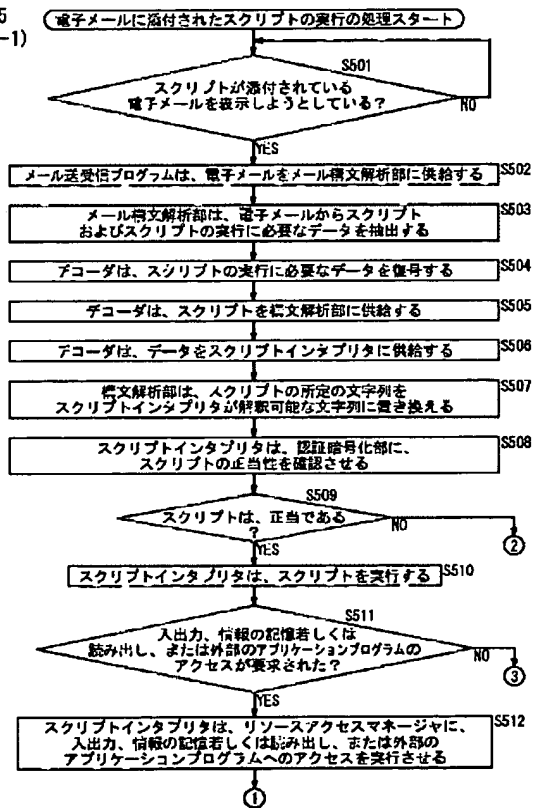 5
-1)
電子メールに添付されたスクリプトの実行の処理スタート
S501
スクリプトが添付されている
電子メールを表示しようとしている?
NO
YES
メール送受信プログラムは、電子メールをメール構文解析部に供給する
S502
メール構文解析部は、電子メールからスクリプト
およびスクリプトの実行に必要なデータを抽出する
S503
デコーダは、スクリプトの実行に必要なデータを復号する
S504
デコーダは、スクリプトを構文解析部に供給する
S505
デコーダは、データをスクリプトインタプリタに供給する
S506
構文解析部は、スクリプトの所定の文字列を
スクリプトインタプリタが解釈可能な文字列に置き換える
S507
スクリプトインタプリタは、認証暗号化部に、
スクリプトの正当性を確認させる
S508
S509
スクリプトは、正当である
?
NO
②
YES
スクリプトインタプリタは、スクリプトを実行する
S510
S511
入出力、情報の記憶若しくは
読み出し、または外部のアプリケーションプログラムの
アクセスが要求された?
NO
③
YES
スクリプトインタプリタは、リソースアクセスマネージャに、
入出力、情報の記憶若しくは読み出し、または外部の
アプリケーションプログラムへのアクセスを実行させる
S512
①